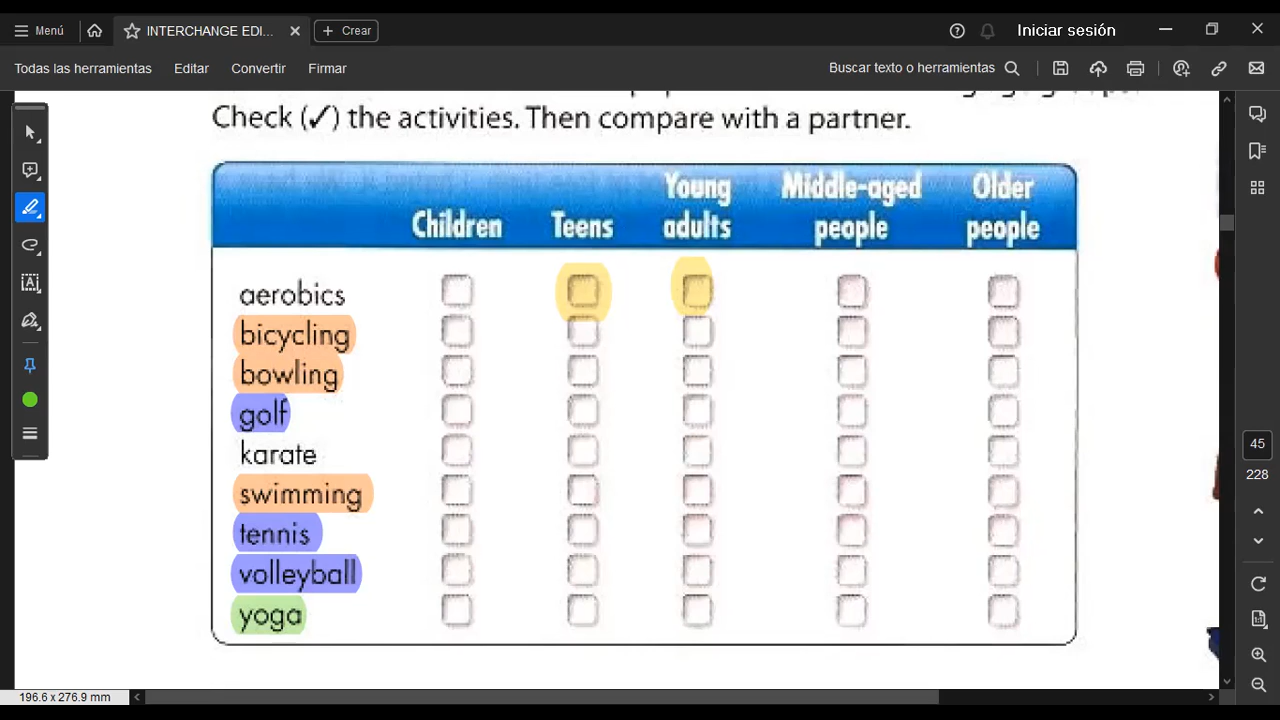 Menú INTERCHANGE EDI... Crear Iniciar sesión
Todas las herramientas Editar Convertir Firmar Buscar texto o herramientas
Check (✓) the activities. Then compare with a partner.
Children Teens Young adults Middle-aged people Older people
aerobics
bicycling
bowling
golf
karate
swimming
tennis
volleyball
yoga
45
228
196.6 x 276.9 mm